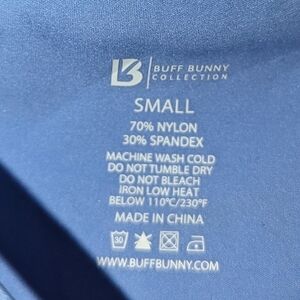 B BUFF BUNNY
COLLECTION
SMALL
70% NYLON
30% SPANDEX
MACHINE WASH COLD
DO NOT TUMBLE DRY
DO NOT BLEACH
IRON LOW HEAT
BELOW 110°C/230°F
MADE IN CHINA
30
WWW.BUFFBUNNY.COM